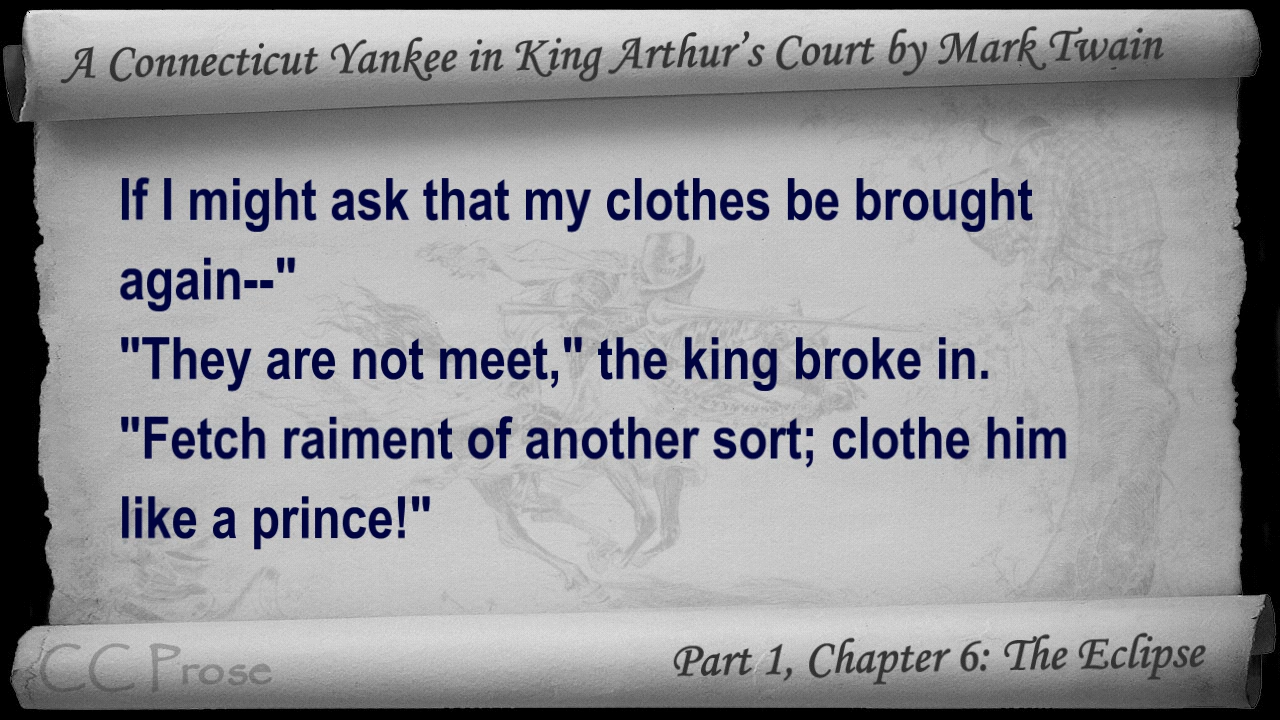 A Connecticut Yankee in King Arthur's Court by Mark Twain
If I might ask that my clothes be brought
again--"
"They are not meet," the king broke in.
"Fetch raiment of another sort; clothe him
like a prince!"
CC Prose
Part 1, Chapter 6: The Eclipse